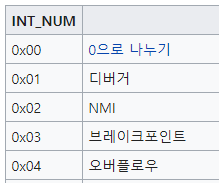 INT_NUM
0x00 0으로 나누기
0x01 디버거
0x02 NMI
0x03 브레이크포인트
0x04 오버플로우